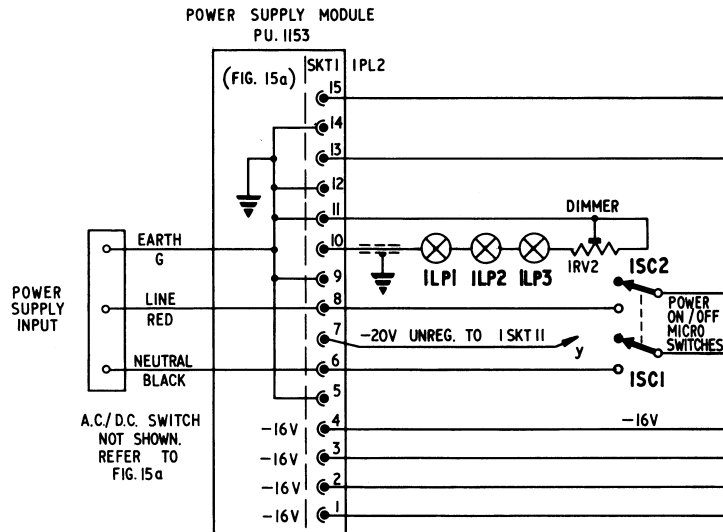 POWER SUPPLY MODULE
PU. 1153
(FIG. 15a)
SKT1 1PL2
15
14
13
12
11
10
9
8
7
6
5
4
3
2
1
EARTH
G
LINE
RED
NEUTRAL
BLACK
POWER
SUPPLY
INPUT
A.C./D.C. SWITCH
NOT SHOWN.
REFER TO
FIG. 15a
-16V
-16V
-16V
-16V
DIMMER
1LP1 1LP2 1LP3 1RV2
-20V UNREG. TO 1SKT11
y
1SC2
POWER
ON/OFF
MICRO
SWITCHES
1SC1
-16V